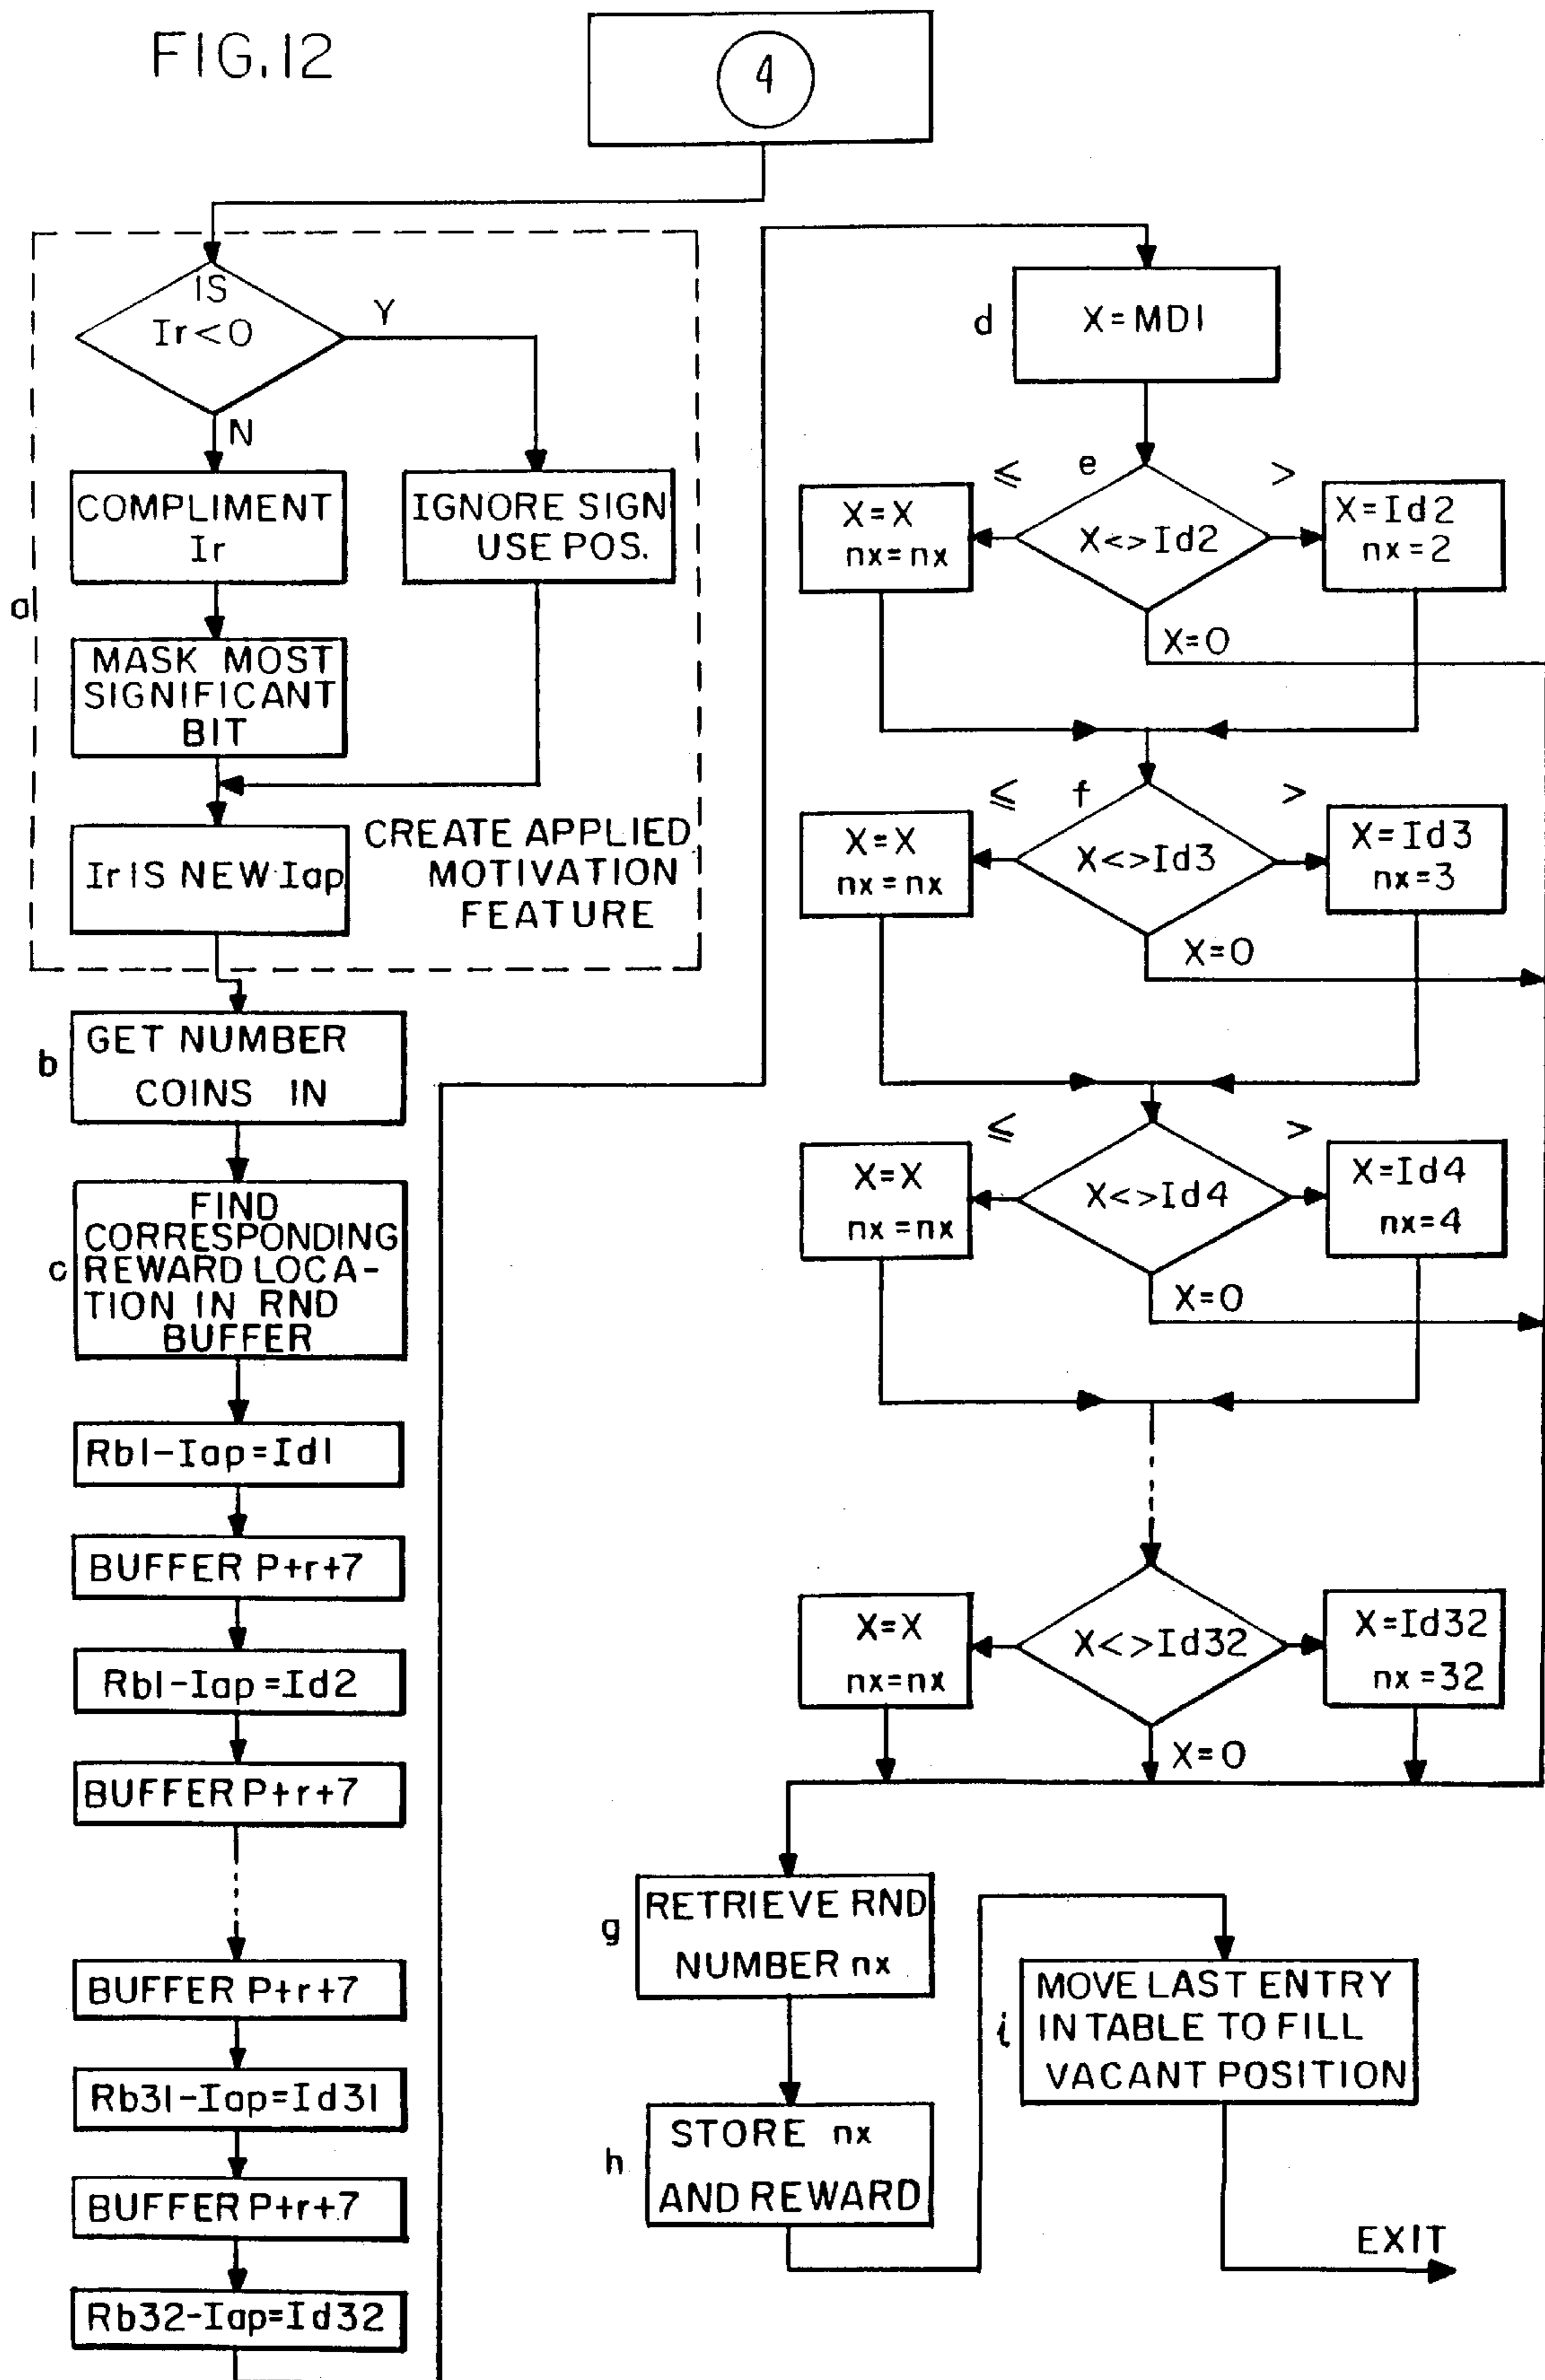 FIG.12
4
IS
Ir<0
Y
N
COMPLIMENT
Ir
IGNORE SIGN
USE POS.
a
MASK MOST
SIGNIFICANT
BIT
Ir IS NEW Iap
CREATE APPLIED
MOTIVATION
FEATURE
b
GET NUMBER
COINS IN
c
FIND
CORRESPONDING
REWARD LOCA-
TION IN RND
BUFFER
Rb1-Iap=Id1
BUFFER P+r+7
Rb1-Iap=Id2
BUFFER P+r+7
BUFFER P+r+7
Rb31-Iap=Id31
BUFFER P+r+7
Rb32-Iap=Id32
d
X=MD1
≤
e
>
X=X
nx=nx
X<>Id2
X=Id2
nx=2
X=0
≤
f
>
X=X
nx=nx
X<>Id3
X=Id3
nx=3
X=0
≤
>
X=X
nx=nx
X<>Id4
X=Id4
nx=4
X=0
X=X
nx=nx
X<>Id32
X=Id32
nx=32
X=0
g
RETRIEVE RND
NUMBER nx
h
STORE nx
AND REWARD
i
MOVE LAST ENTRY
IN TABLE TO FILL
VACANT POSITION
EXIT